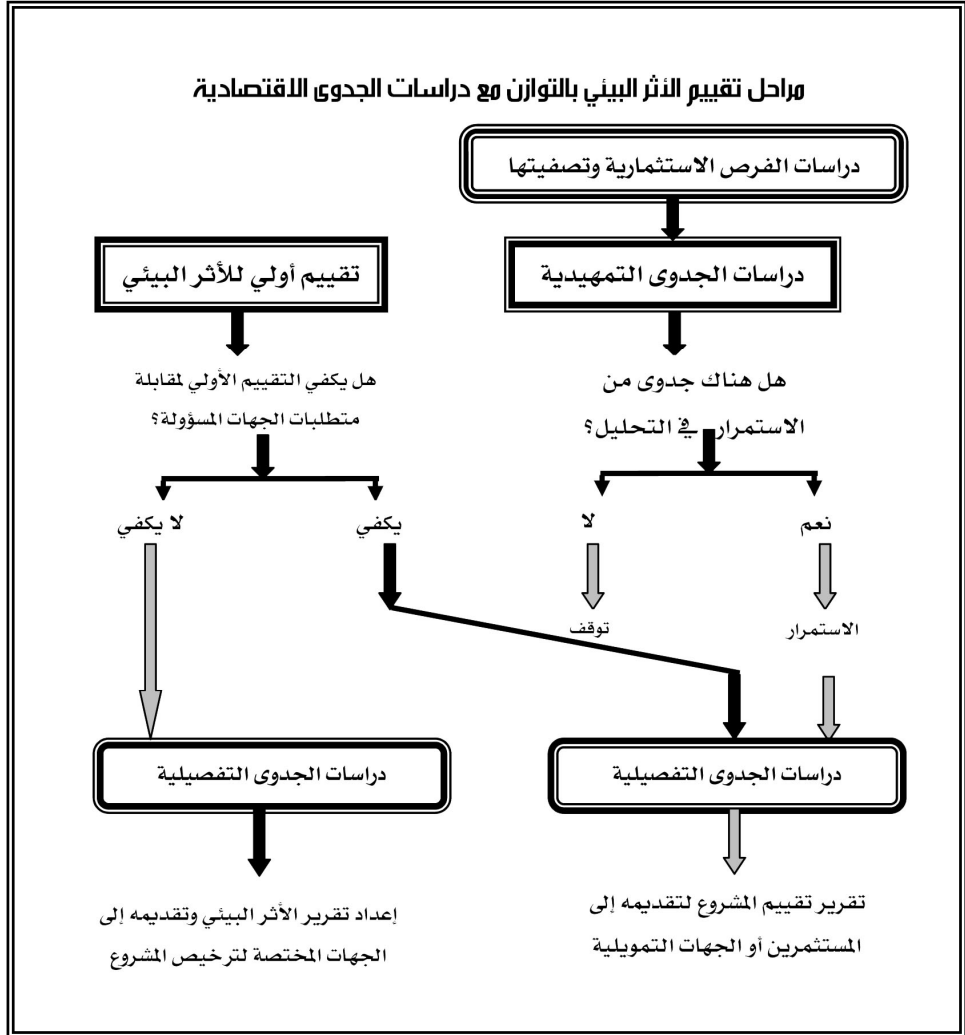 مراحل تقييم الأثر البيئي بالتوازن مع دراسات الجدوى الاقتصادية
دراسات الفرص الاستثمارية وتصفيتها
دراسات الجدوى التمهيدية
تقييم أولي للأثر البيئي
هل هناك جدوى من
الاستمرار في التحليل؟
هل يكفي التقييم الأولي لمقابلة
متطلبات الجهات المسؤولة؟
نعم
لا
يكفي
لا يكفي
الاستمرار
توقف
دراسات الجدوى التفصيلية
دراسات الجدوى التفصيلية
تقرير تقييم المشروع لتقديمه إلى
المستثمرين أو الجهات التمويلية
إعداد تقرير الأثر البيئي وتقديمه إلى
الجهات المختصة لترخيص المشروع